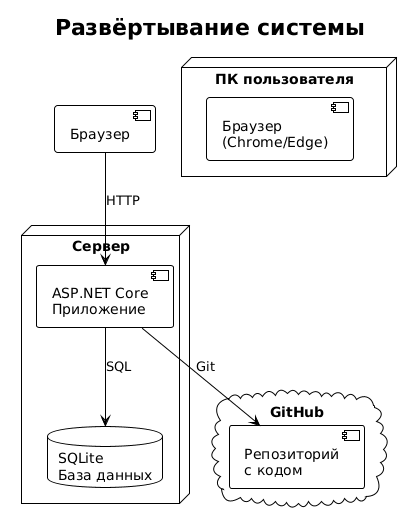 Развёртывание системы
ПК пользователя
Браузер
(Chrome/Edge)
Браузер
HTTP
Сервер
ASP.NET Core
Приложение
SQL
Git
GitHub
Репозиторий
с кодом
SQLite
База данных